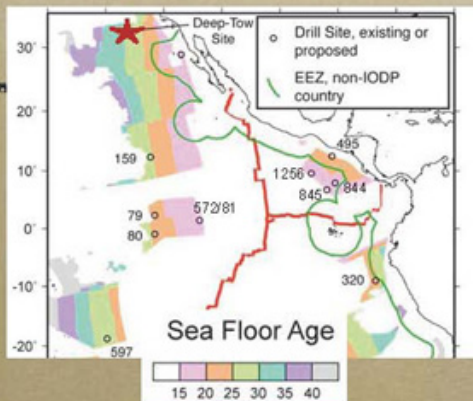 Deep-Tow
Site
Drill Site, existing or
proposed
EEZ, non-IODP
country
30°
20°
10°
0°
-10°
-20°
159
495
1256
844
845
79
572/81
80
320
597
Sea Floor Age
15 20 25 30 35 40